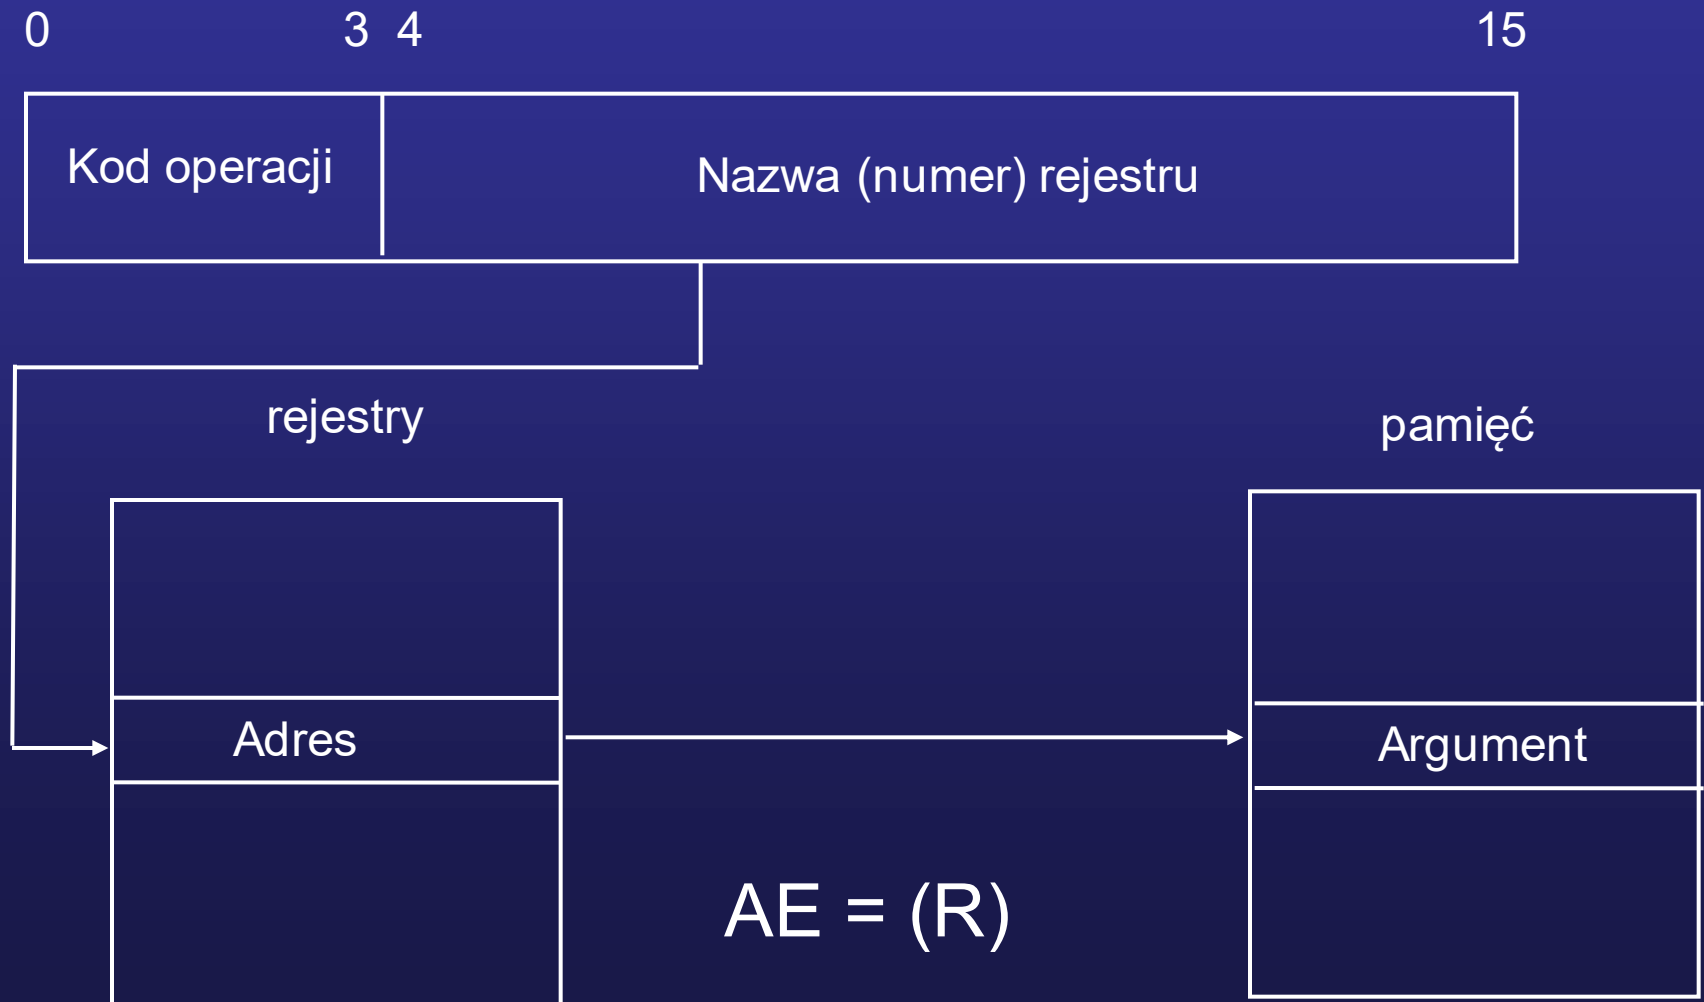 0 3 4 15
Kod operacji Nazwa (numer) rejestru
rejestry pamięć
Adres Argument
AE = (R)